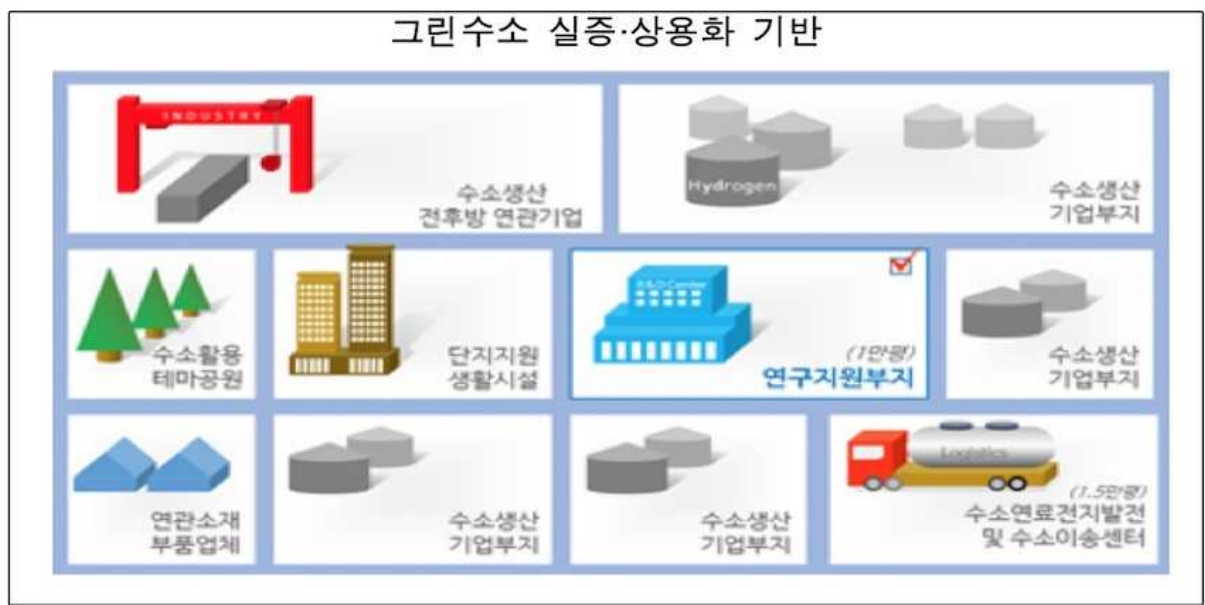 그린수소 실증·상용화 기반
INDUSTRY
수소생산
전후방 연관기업
Hydrogen
수소생산
기업부지
수소활용
테마공원
단지지원
생활시설
R&D Center
(1만평)
연구지원부지
수소생산
기업부지
연관소재
부품업체
수소생산
기업부지
수소생산
기업부지
Logistics
(1.5만평)
수소연료전지발전
및 수소이송센터